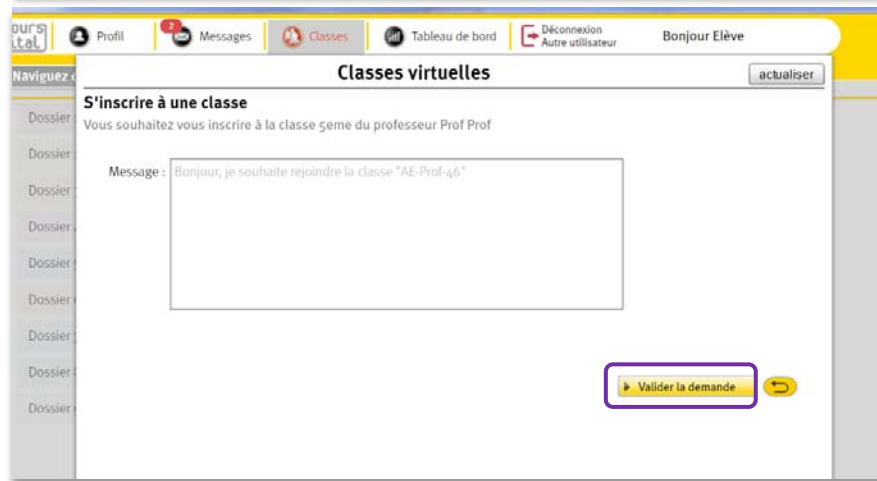 ours
ital
Profil
2
Messages
Classes
Tableau de bord
Déconnexion
Autre utilisateur
Bonjour Elève
Naviguez
Classes virtuelles
actualiser
S'inscrire à une classe
Vous souhaitez vous inscrire à la classe 5eme du professeur Prof Prof
Message :
Bonjour, je souhaite rejoindre la classe "AE-Prof-46"
Dossier
Dossier
Dossier
Dossier
Dossier
Dossier
Dossier
Dossier
Dossier
Valider la demande